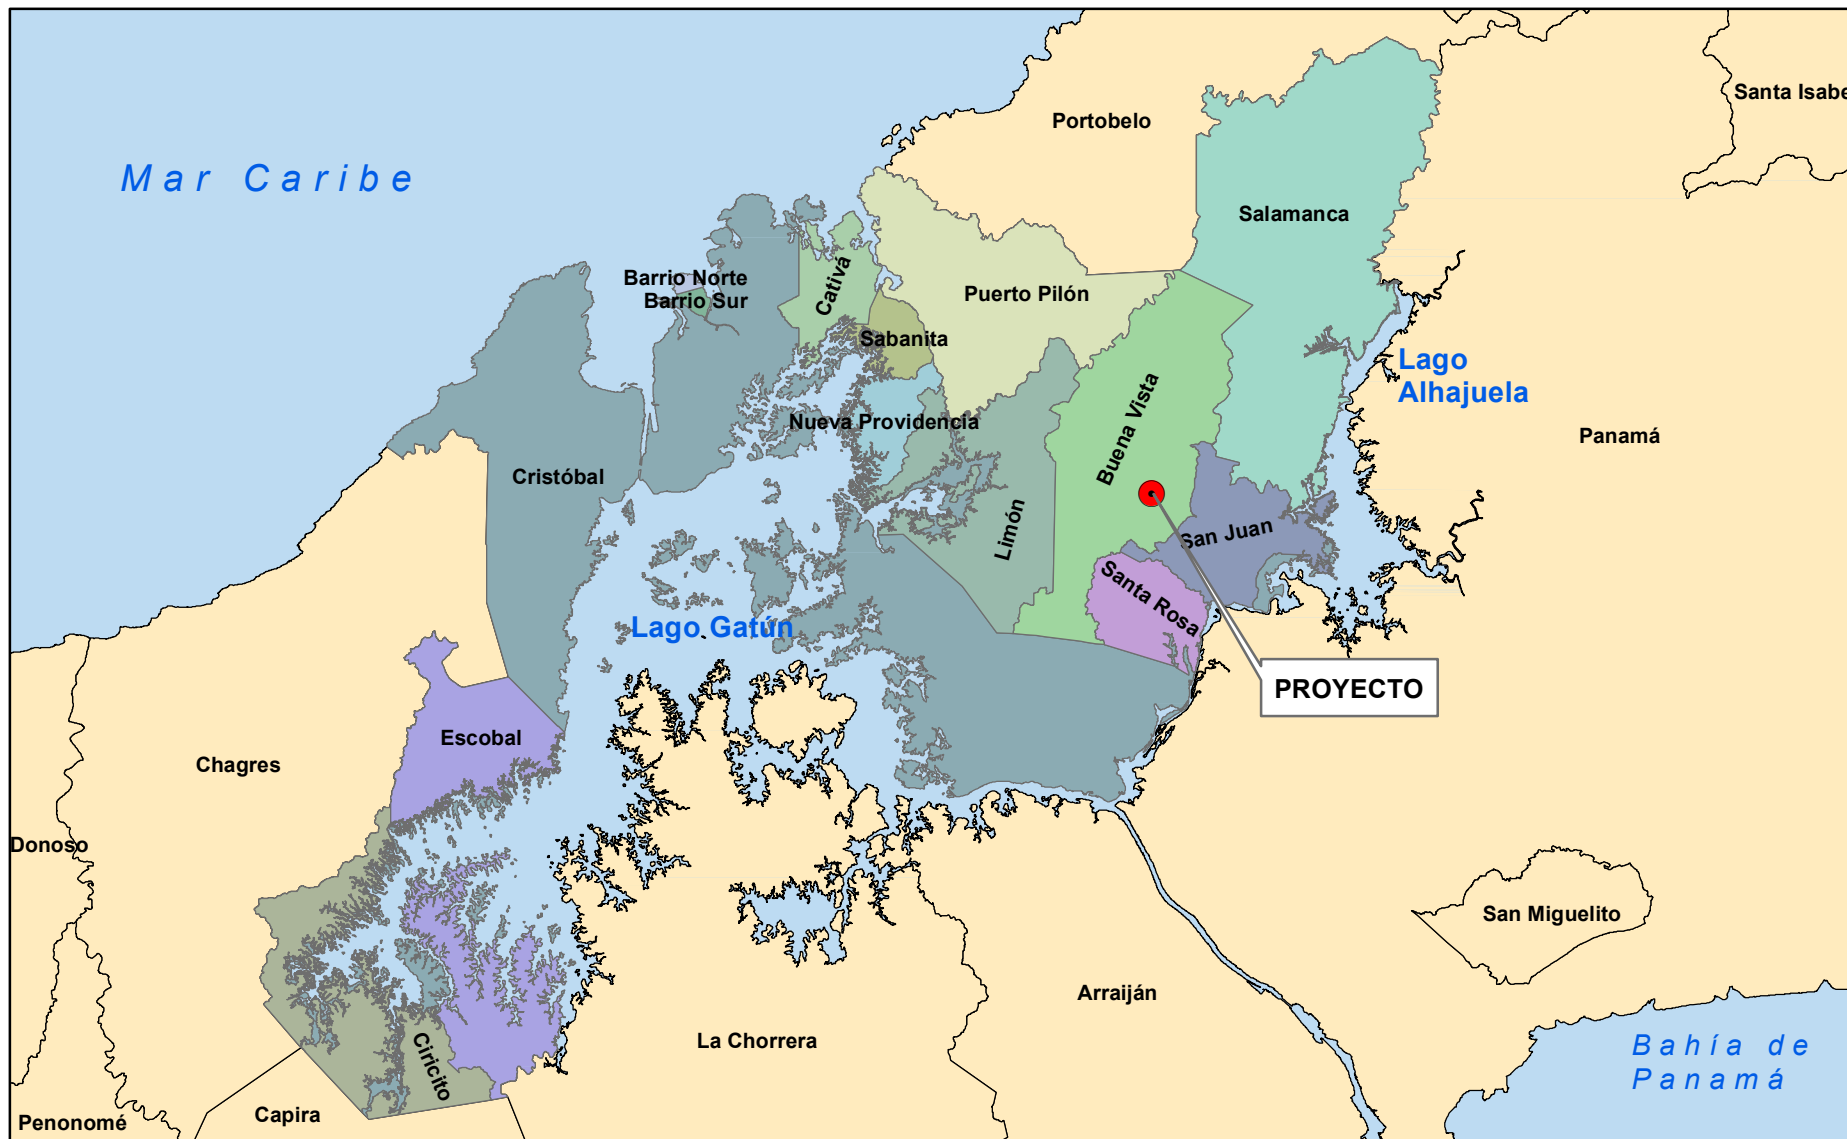 Santa Isabe
Portobelo
Mar Caribe
Salamanca
Barrio Norte
Barrio Sur
Cativá
Puerto Pilón
Sabanita
Lago
Alhajuela
Nueva Providencia
Buena Vista
Panamá
Cristóbal
Limón
San Juan
Santa Rosa
Lago Gatún
PROYECTO
Escobal
Chagres
Donoso
San Miguelito
Arraiján
La Chorrera
Ciricito
Bahía de
Panamá
Capira
Penonomé